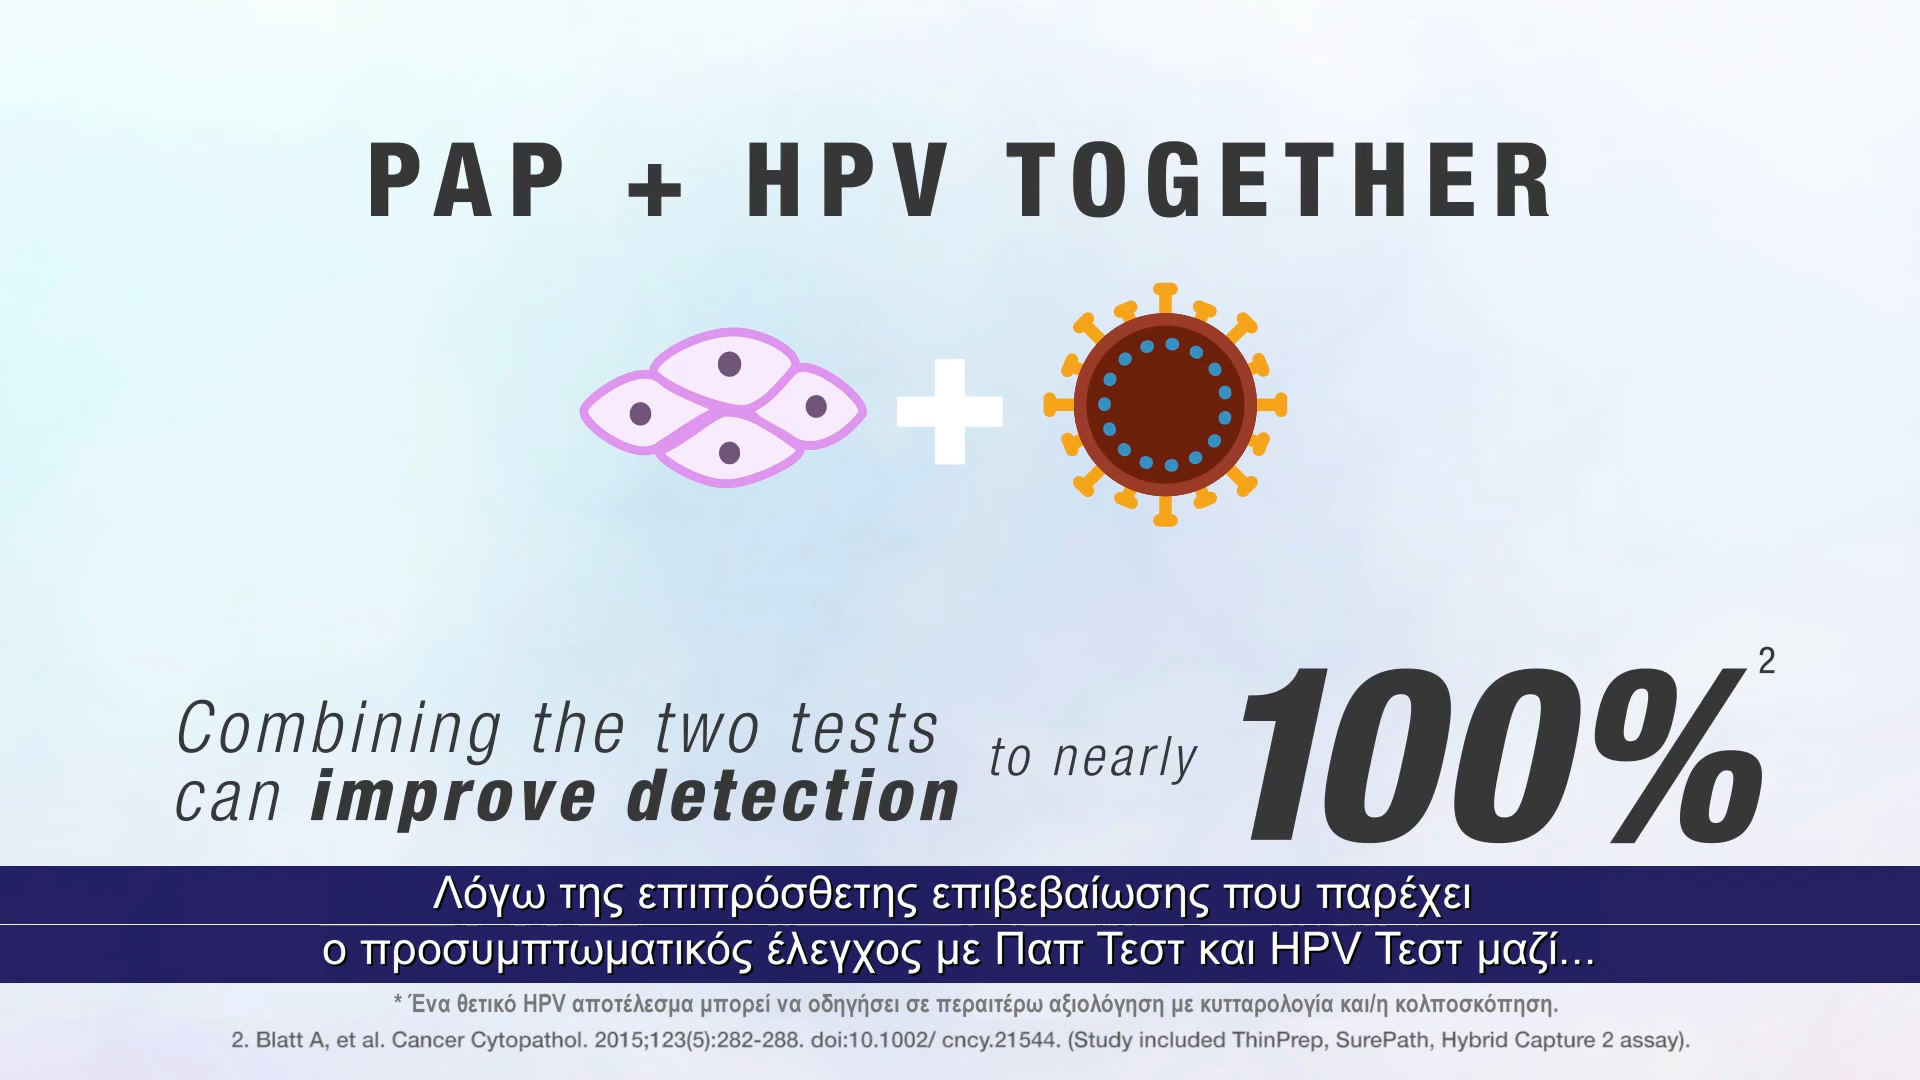 PAP + HPV TOGETHER
Combining the two tests
can improve detection
to nearly
100%²
Λόγω της επιπρόσθετης επιβεβαίωσης που παρέχει
ο προσυμπτωματικός έλεγχος με Παπ Τεστ και HPV Τεστ μαζί...
* Ένα θετικό HPV αποτέλεσμα μπορεί να οδηγήσει σε περαιτέρω αξιολόγηση με κυτταρολογία και/η κολποσκόπηση.
2. Blatt A, et al. Cancer Cytopathol. 2015;123(5):282-288. doi:10.1002/ cncy.21544. (Study included ThinPrep, SurePath, Hybrid Capture 2 assay).